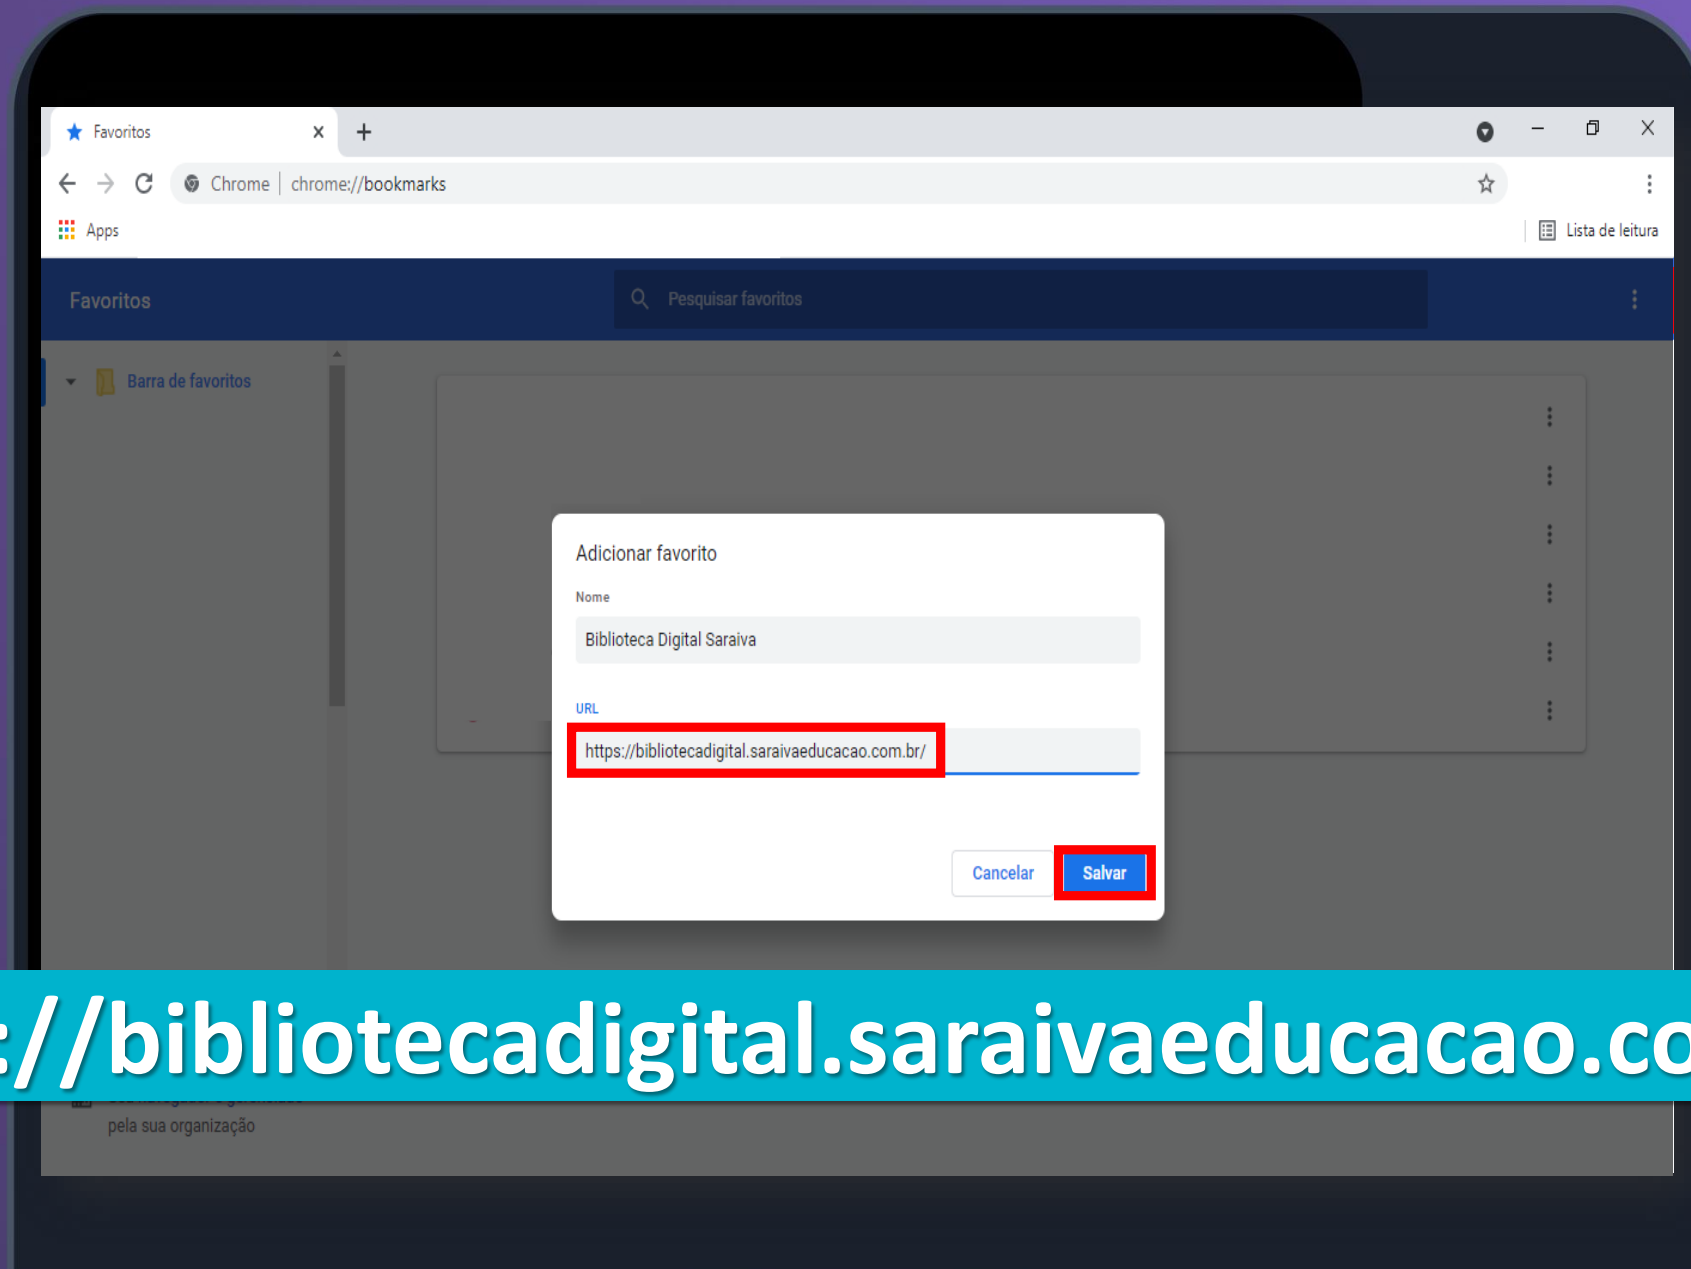 Favoritos
Chrome | chrome://bookmarks
Apps
Lista de leitura
Favoritos
Pesquisar favoritos
Barra de favoritos
Adicionar favorito
Nome
Biblioteca Digital Saraiva
URL
https://bibliotecadigital.saraivaeducacao.com.br/
Cancelar
Salvar
://bibliotecadigital.saraivaeducacao.co
pela sua organização